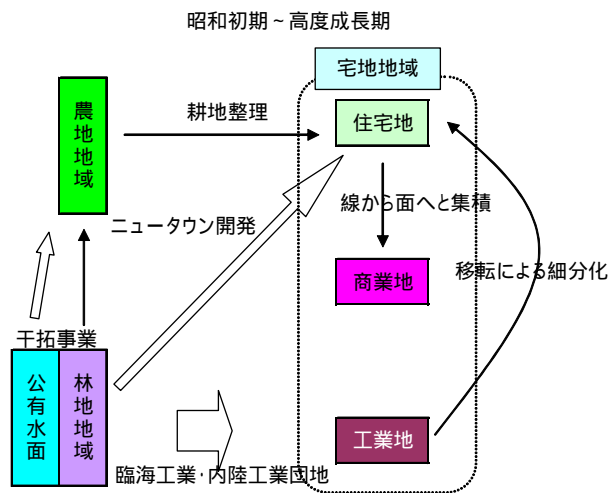 昭和初期~高度成長期
宅地地域
農地地域
耕地整理
住宅地
線から面へと集積
ニュータウン開発
商業地
移転による細分化
干拓事業
公有水面
林地地域
工業地
臨海工業・内陸工業団地